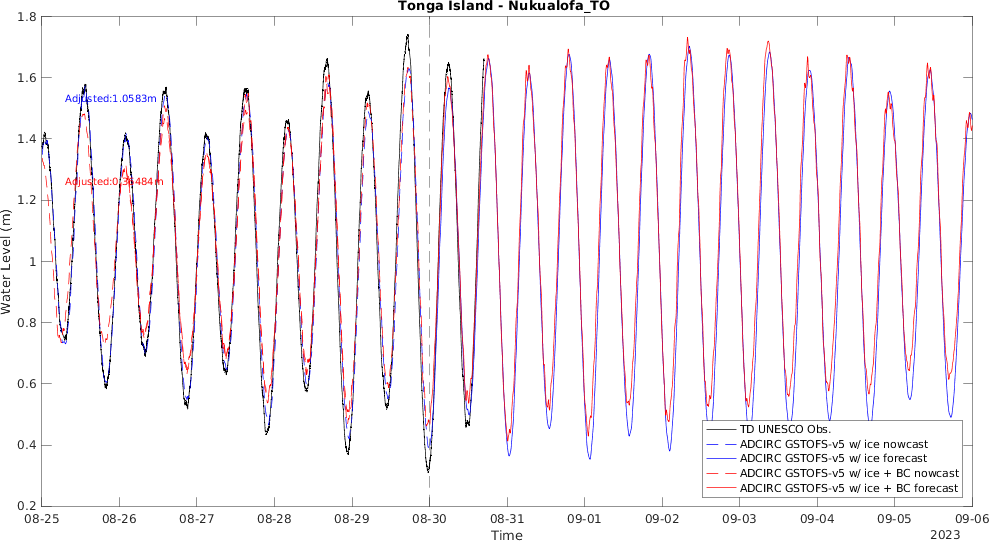 Tonga Island - Nukualofa_TO
1.8
1.6
1.4
1.2
1
0.8
0.6
0.4
0.2
Water Level (m)
Adjusted:1.0583m
TD UNESCO Obs.
ADCIRC GSTOFS-v5 w/ ice nowcast
ADCIRC GSTOFS-v5 w/ ice forecast
ADCIRC GSTOFS-v5 w/ ice + BC nowcast
ADCIRC GSTOFS-v5 w/ ice + BC forecast
08-25 08-26 08-27 08-28 08-29 08-30 08-31 09-01 09-02 09-03 09-04 09-05 09-06
Time
2023